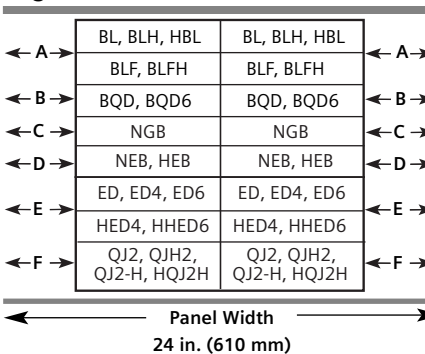 A BL, BLH, HBL BL, BLH, HBL A
BLF, BLFH BLF, BLFH
B BQD, BQD6 BQD, BQD6 B
C NGB NGB C
D NEB, HEB NEB, HEB D
E ED, ED4, ED6 ED, ED4, ED6 E
HED4, HHED6 HED4, HHED6
F QJ2, QJH2, QJ2, QJH2, F
QJ2-H, HQJ2H QJ2-H, HQJ2H
Panel Width
24 in. (610 mm)